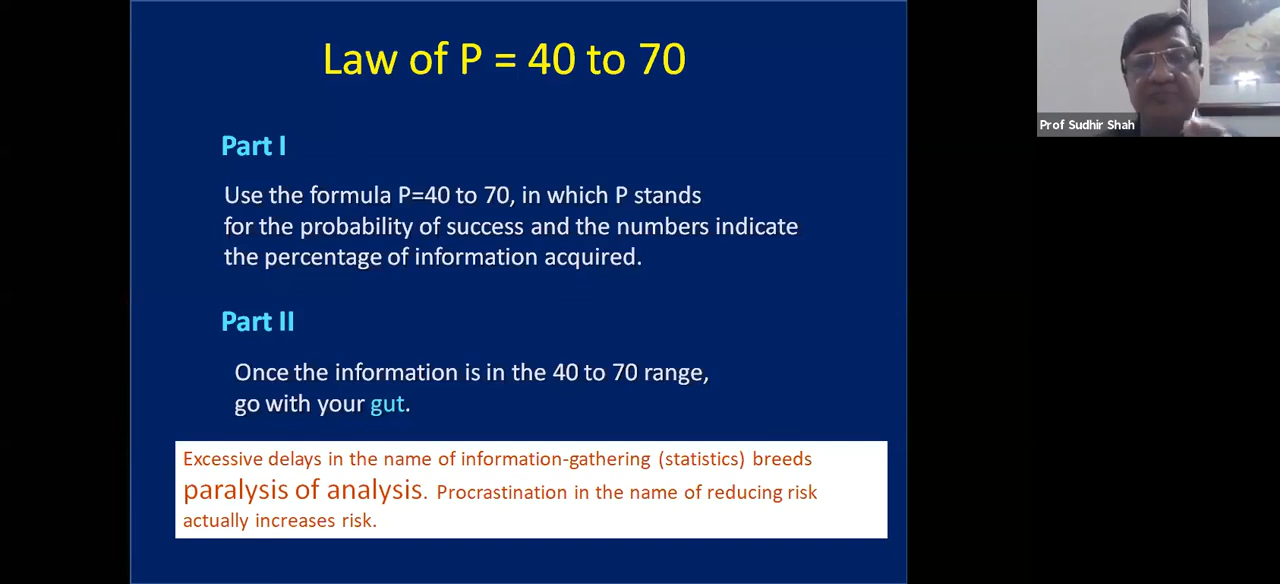 Law of P = 40 to 70
Prof Sudhir Shah
Part I
Use the formula P=40 to 70, in which P stands
for the probability of success and the numbers indicate
the percentage of information acquired.
Part II
Once the information is in the 40 to 70 range,
go with your gut.
Excessive delays in the name of information-gathering (statistics) breeds
paralysis of analysis. Procrastination in the name of reducing risk
actually increases risk.